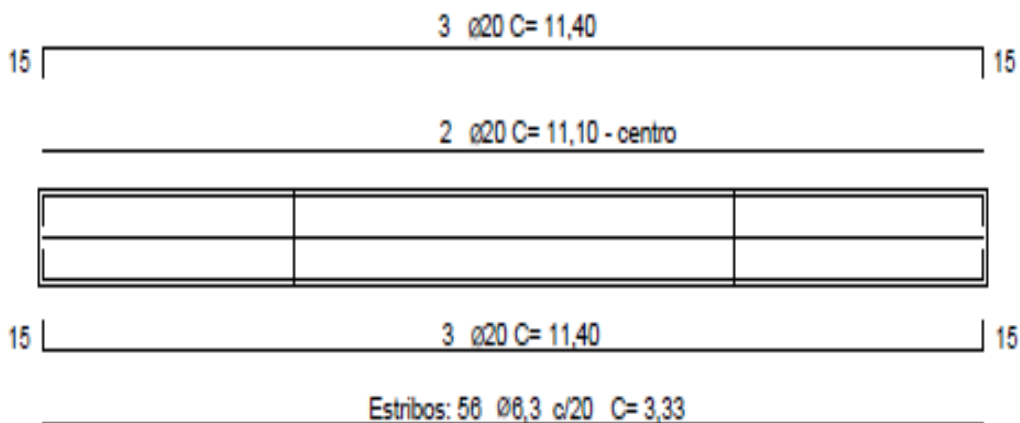 3 Ø20 C= 11,40
15 15
2 Ø20 C= 11,10 - centro
15 3 Ø20 C= 11,40 15
Estribos: 56 Ø6,3 c/20 C= 3,33